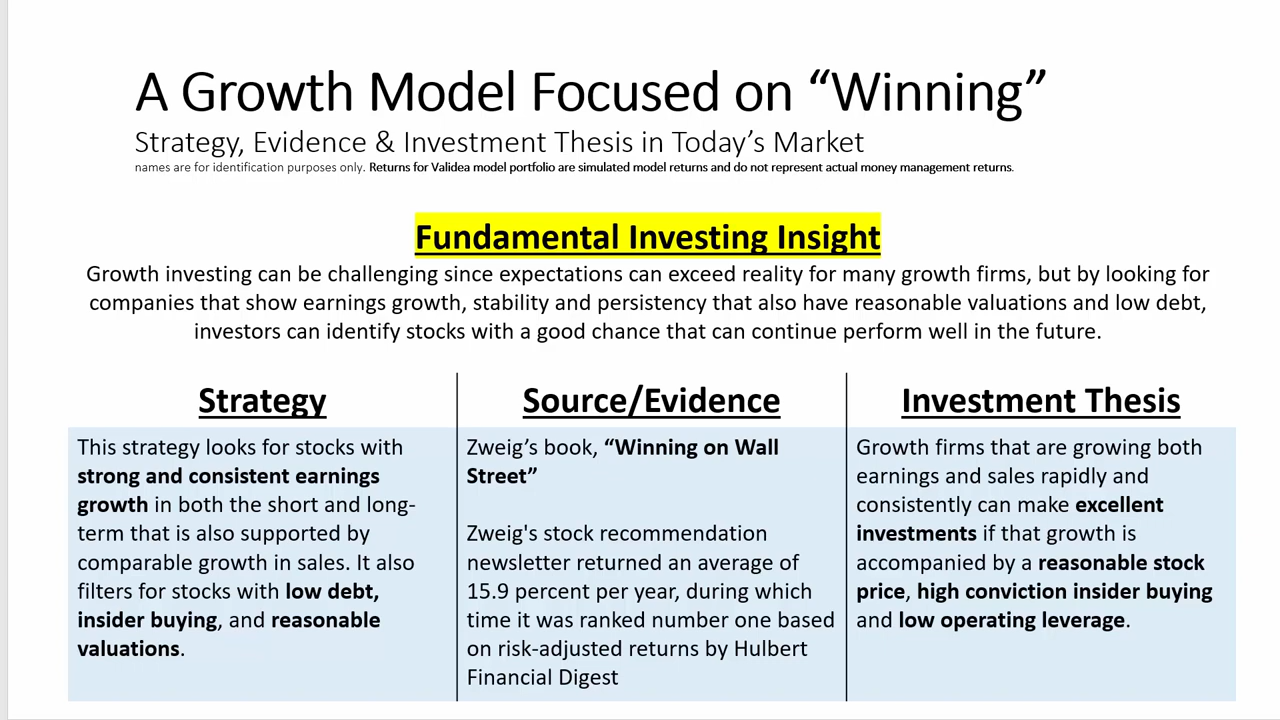 A Growth Model Focused on “Winning”
Strategy, Evidence & Investment Thesis in Today’s Market
names are for identification purposes only. Returns for Validea model portfolio are simulated model returns and do not represent actual money management returns.
Fundamental Investing Insight
Growth investing can be challenging since expectations can exceed reality for many growth firms, but by looking for
companies that show earnings growth, stability and persistency that also have reasonable valuations and low debt,
investors can identify stocks with a good chance that can continue perform well in the future.
Strategy
This strategy looks for stocks with
strong and consistent earnings
growth in both the short and long-
term that is also supported by
comparable growth in sales. It also
filters for stocks with low debt,
insider buying, and reasonable
valuations.
Source/Evidence
Zweig’s book, “Winning on Wall
Street”
Zweig's stock recommendation
newsletter returned an average of
15.9 percent per year, during which
time it was ranked number one based
on risk-adjusted returns by Hulbert
Financial Digest
Investment Thesis
Growth firms that are growing both
earnings and sales rapidly and
consistently can make excellent
investments if that growth is
accompanied by a reasonable stock
price, high conviction insider buying
and low operating leverage.